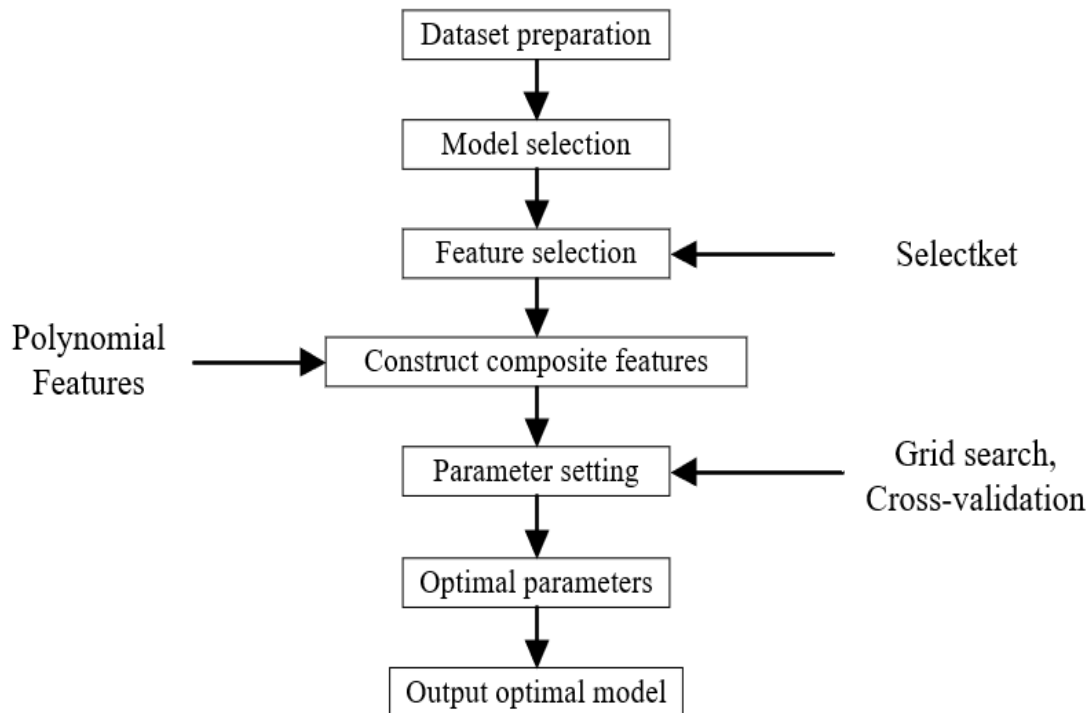 Dataset preparation
Model selection
Feature selection
Selectket
Polynomial
Features
Construct composite features
Parameter setting
Grid search,
Cross-validation
Optimal parameters
Output optimal model